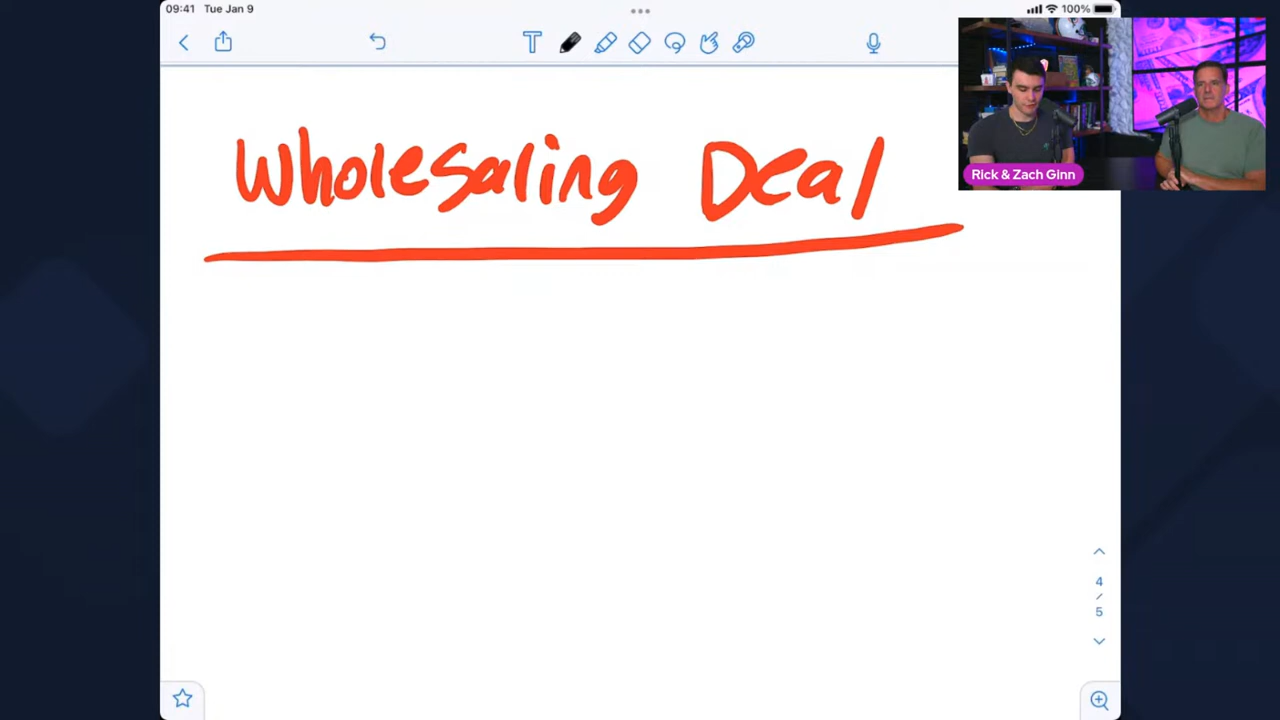 09:41 Tue Jan 9
100%
T
Rick & Zach Ginn
Wholesaling Deal
4
/
5